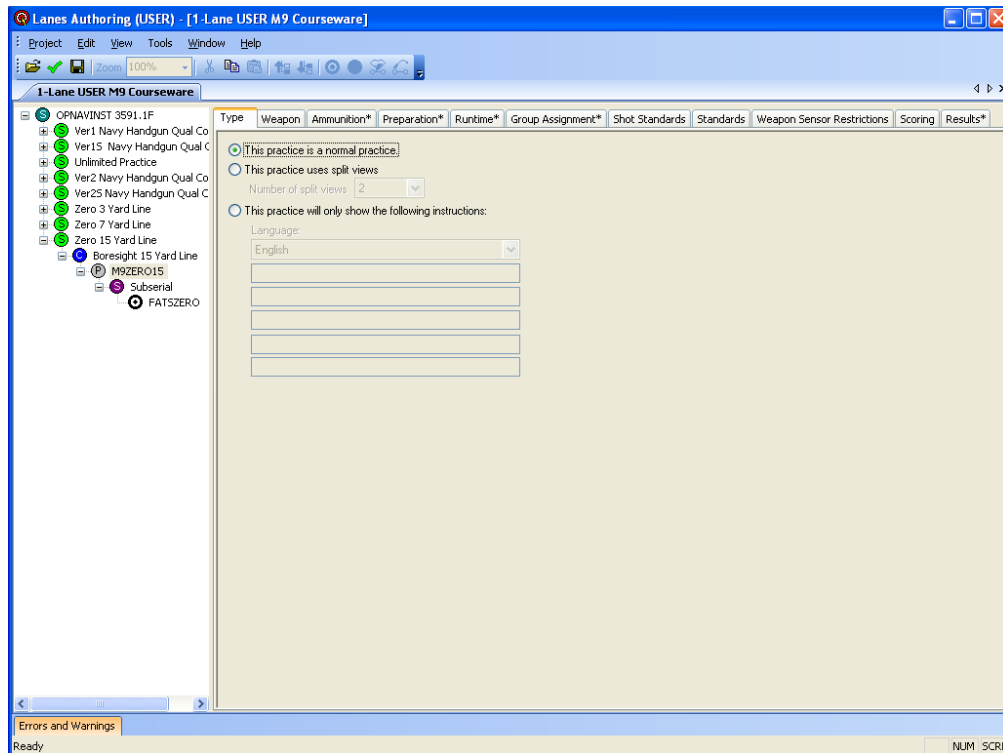 Lanes Authoring (USER) - [1-Lane USER M9 Courseware]
Project Edit View Tools Window Help
Zoom 100%
1-Lane USER M9 Courseware
OPNAVINST 3591.1F
Ver1 Navy Handgun Qual Co
Ver1S Navy Handgun Qual C
Unlimited Practice
Ver2 Navy Handgun Qual Co
Ver2S Navy Handgun Qual C
Zero 3 Yard Line
Zero 7 Yard Line
Zero 15 Yard Line
Boresight 15 Yard Line
M9ZERO15
Subserial
FATSZERO
Type Weapon Ammunition* Preparation* Runtime* Group Assignment* Shot Standards Standards Weapon Sensor Restrictions Scoring Results*
This practice is a normal practice.
This practice uses split views
Number of split views 2
This practice will only show the following instructions:
Language:
English
Errors and Warnings
Ready NUM SCRL